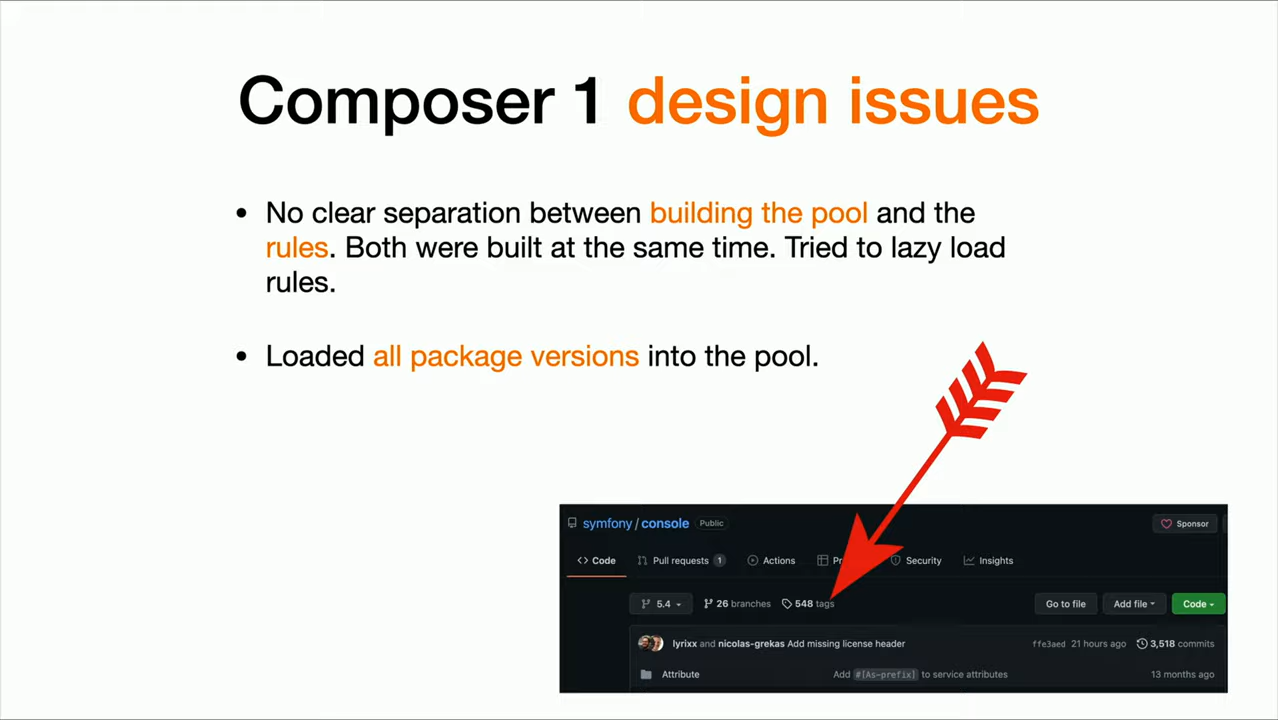 Composer 1 design issues
• No clear separation between building the pool and the
rules. Both were built at the same time. Tried to lazy load
rules.
• Loaded all package versions into the pool.
symfony / console Public Sponsor
Code Pull requests 1 Actions Security Insights
5.4 26 branches 548 tags Go to file Add file Code
lyrixx and nicolas-grekas Add missing license header ffe3aed 21 hours ago 3,518 commits
Attribute Add #[As-prefix] to service attributes 13 months ago